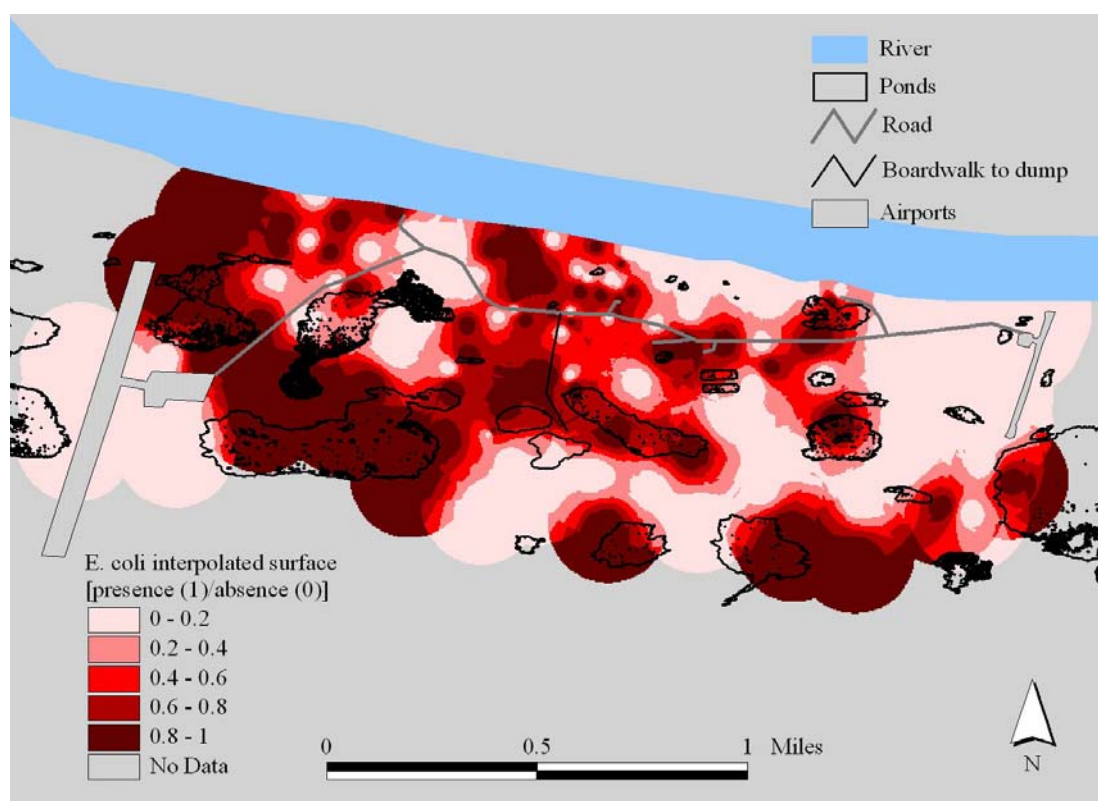 River
Ponds
Road
Boardwalk to dump
Airports
E. coli interpolated surface
[presence (1)/absence (0)]
0 - 0.2
0.2 - 0.4
0.4 - 0.6
0.6 - 0.8
0.8 - 1
No Data
0 0.5 1 Miles
N